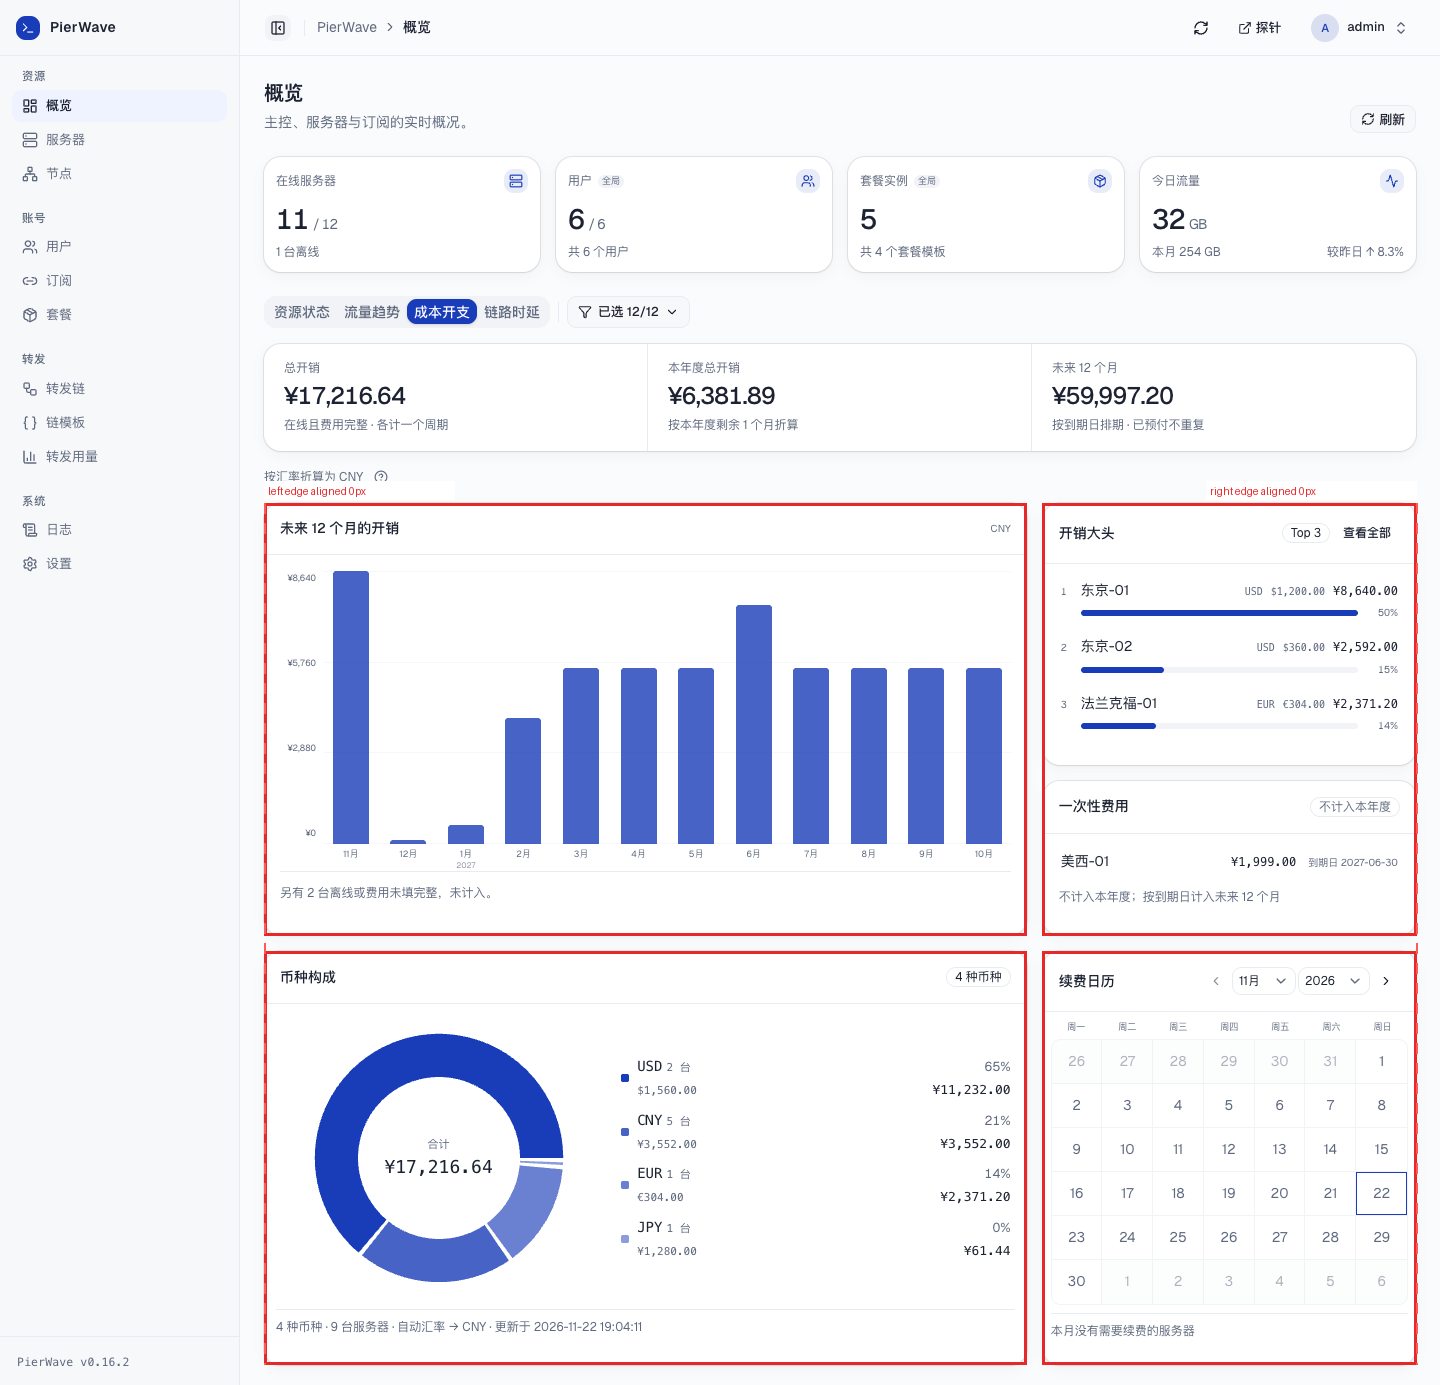 PierWave
PierWave
概览
探针
A
admin
资源
概览
服务器
节点
账号
用户
订阅
套餐
转发
转发链
链模板
转发用量
系统
日志
设置
PierWave v0.16.2
概览
主控、服务器与订阅的实时概况。
刷新
在线服务器
11 / 12
1 台离线
用户 全局
6 / 6
共 6 个用户
套餐实例 全局
5
共 4 个套餐模板
今日流量
32 GB
本月 254 GB
较昨日 ↑ 8.3%
资源状态
流量趋势
成本开支
链路时延
已选 12/12
总开销
¥17,216.64
在线且费用完整 · 各计一个周期
本年度总开销
¥6,381.89
按本年度剩余 1 个月折算
未来 12 个月
¥59,997.20
按到期日排期 · 已预付不重复
按汇率折算为 CNY
left edge aligned 0px
right edge aligned 0px
未来 12 个月的开销
CNY
¥8,640
¥5,760
¥2,880
¥0
11月
12月
1月
2027
2月
3月
4月
5月
6月
7月
8月
9月
10月
另有 2 台离线或费用未填完整，未计入。
开销大头
Top 3
查看全部
1 东京-01 USD $1,200.00 ¥8,640.00
50%
2 东京-02 USD $360.00 ¥2,592.00
15%
3 法兰克福-01 EUR €304.00 ¥2,371.20
14%
一次性费用
不计入本年度
美西-01 ¥1,999.00 到期日 2027-06-30
不计入本年度；按到期日计入未来 12 个月
币种构成
4 种币种
合计
¥17,216.64
USD 2 台 65%
$1,560.00 ¥11,232.00
CNY 5 台 21%
¥3,552.00 ¥3,552.00
EUR 1 台 14%
€304.00 ¥2,371.20
JPY 1 台 0%
¥1,280.00 ¥61.44
4 种币种 · 9 台服务器 · 自动汇率 → CNY · 更新于 2026-11-22 19:04:11
续费日历
11月
2026
周一 周二 周三 周四 周五 周六 周日
26 27 28 29 30 31 1
2 3 4 5 6 7 8
9 10 11 12 13 14 15
16 17 18 19 20 21 22
23 24 25 26 27 28 29
30 1 2 3 4 5 6
本月没有需要续费的服务器